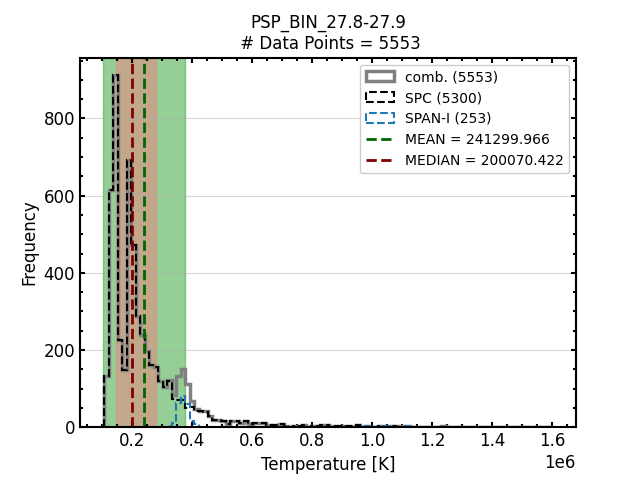 PSP_BIN_27.8-27.9
# Data Points = 5553
comb. (5553)
SPC (5300)
SPAN-I (253)
MEAN = 241299.966
MEDIAN = 200070.422
Frequency
800
600
400
200
0
0.2 0.4 0.6 0.8 1.0 1.2 1.4 1.6
1e6
Temperature [K]